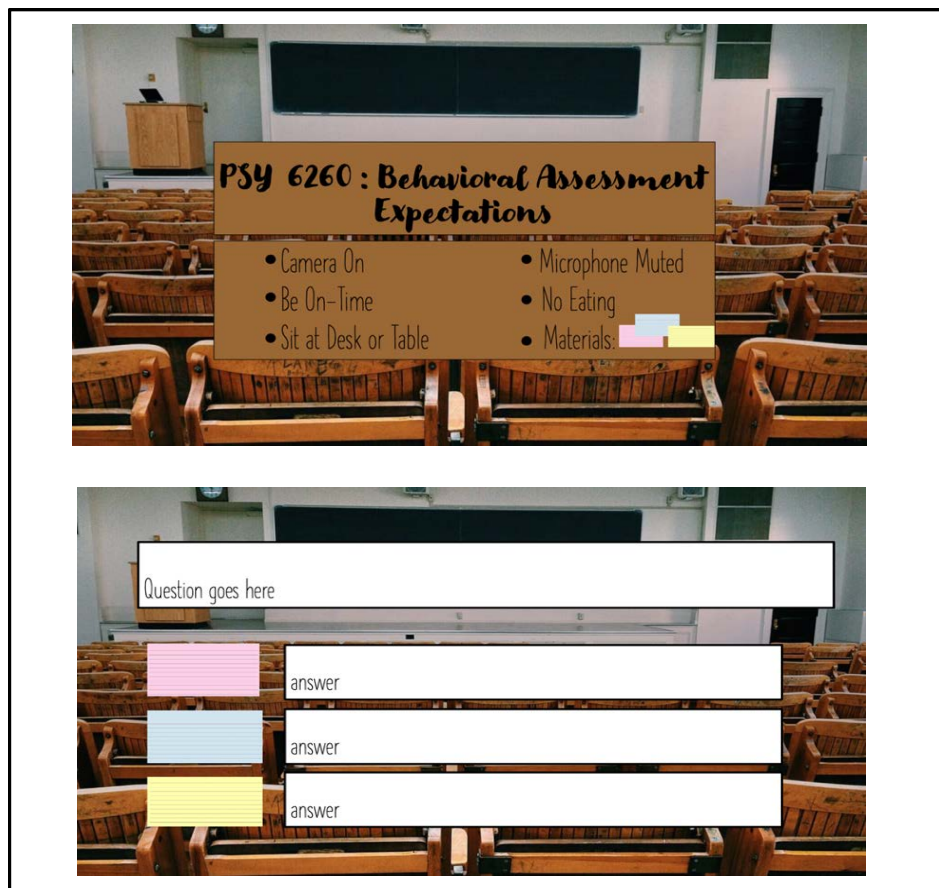 PSY 6260 : Behavioral Assessment
Expectations
• Camera On
• Be On-Time
• Sit at Desk or Table
• Microphone Muted
• No Eating
• Materials:
Question goes here
answer
answer
answer